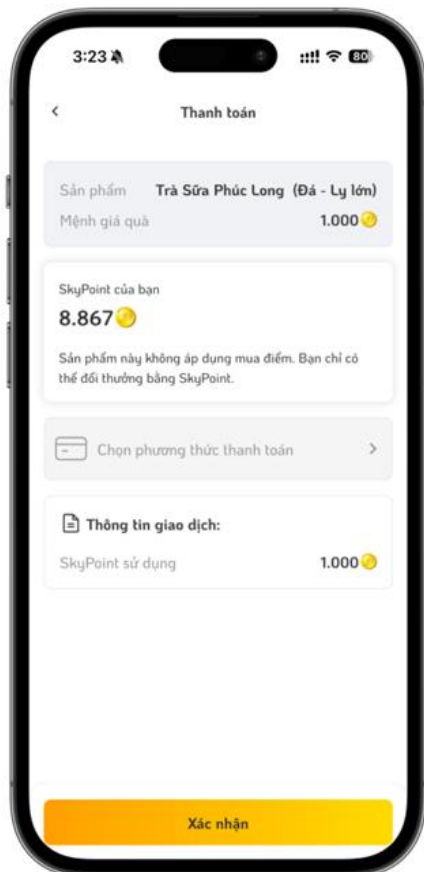 3:23
80
Thanh toán
Sản phẩm Trà Sữa Phúc Long (Đá - Ly lớn)
Mệnh giá quà 1.000
SkyPoint của bạn
8.867
Sản phẩm này không áp dụng mua điểm. Bạn chỉ có
thể đổi thưởng bằng SkyPoint.
Chọn phương thức thanh toán
Thông tin giao dịch:
SkyPoint sử dụng 1.000
Xác nhận